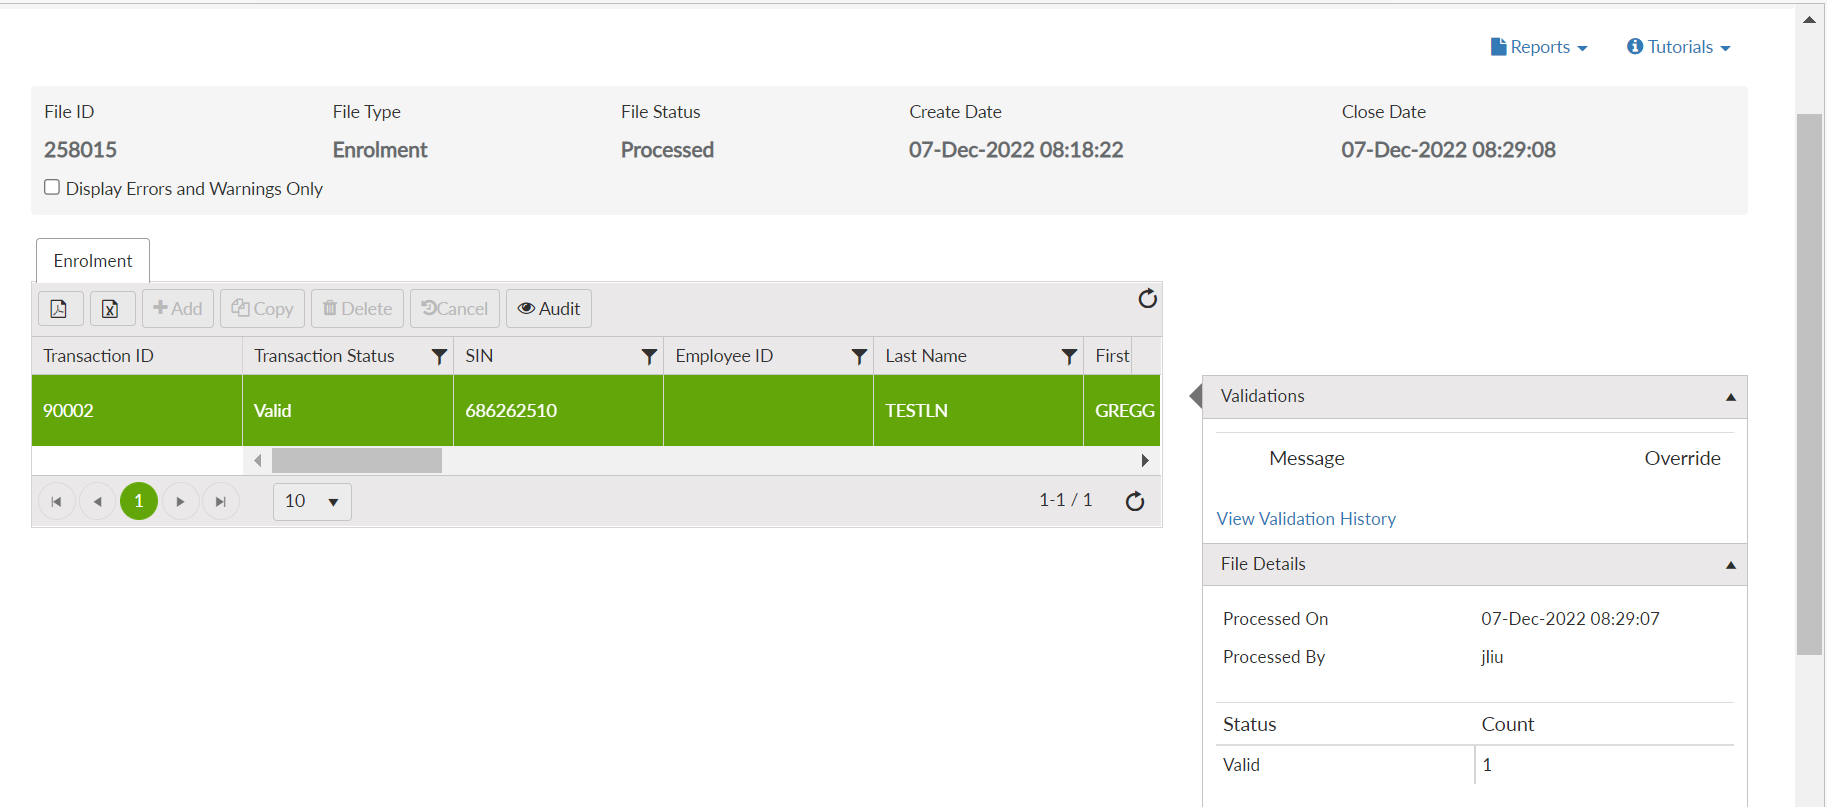 Reports Tutorials
File ID File Type File Status Create Date Close Date
258015 Enrolment Processed 07-Dec-2022 08:18:22 07-Dec-2022 08:29:08
Display Errors and Warnings Only
Enrolment
Add Copy Delete Cancel Audit
Transaction ID Transaction Status SIN Employee ID Last Name First
90002 Valid 686262510 TESTLN GREGG
1 10 1-1 / 1
Validations
Message Override
View Validation History
File Details
Processed On 07-Dec-2022 08:29:07
Processed By jliu
Status Count
Valid 1